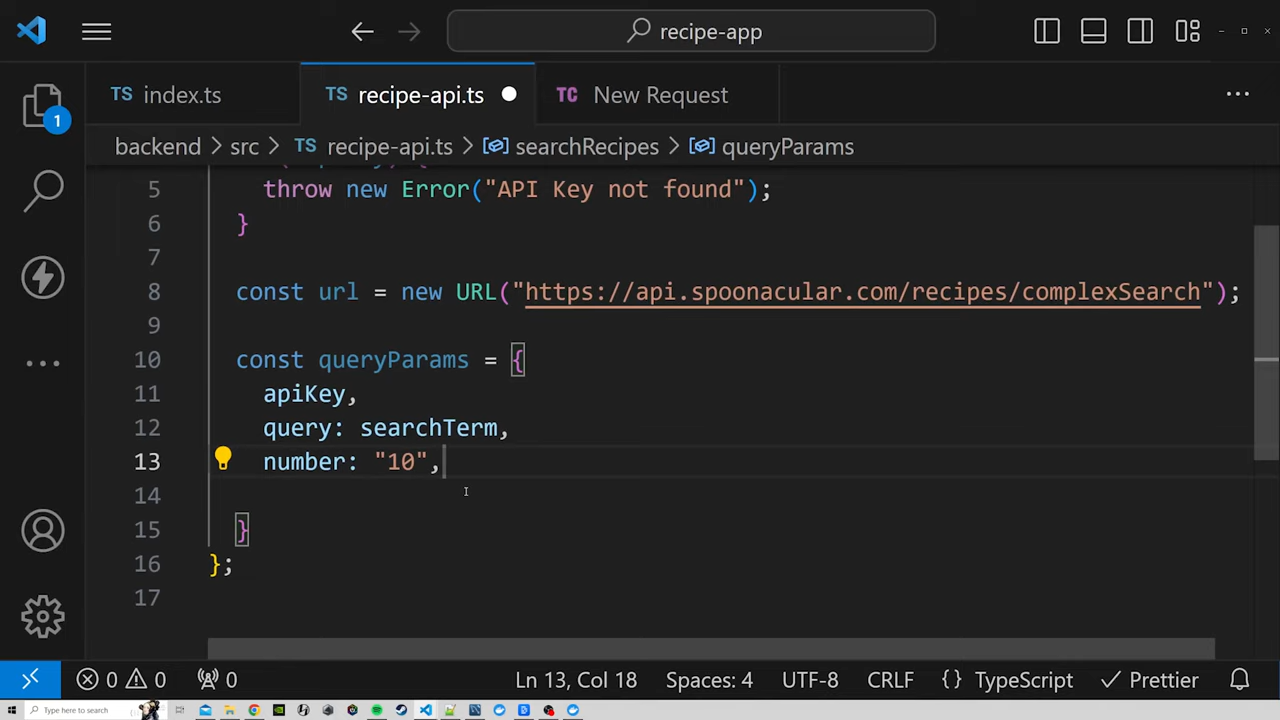 recipe-app
TS index.ts
TS recipe-api.ts
TC New Request
1
backend > src > TS recipe-api.ts > searchRecipes > queryParams
5 throw new Error("API Key not found");
6 }
7
8 const url = new URL("https://api.spoonacular.com/recipes/complexSearch");
9
10 const queryParams = {
11 apiKey,
12 query: searchTerm,
13 number: "10",
14
15 }
16 };
17
0 0 0 Ln 13, Col 18 Spaces: 4 UTF-8 CRLF {} TypeScript Prettier
Type here to search